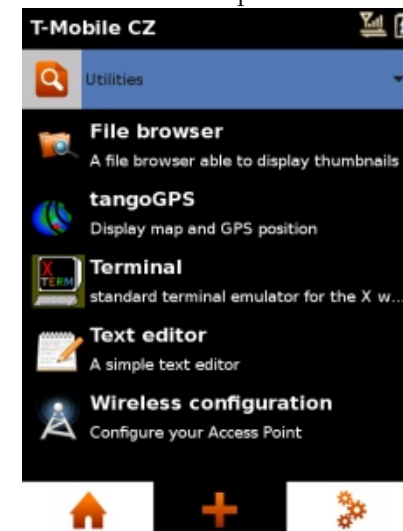 T-Mobile CZ
Utilities
File browser
A file browser able to display thumbnails
tangoGPS
Display map and GPS position
X
TERM
Terminal
standard terminal emulator for the X w...
Text editor
A simple text editor
Wireless configuration
Configure your Access Point